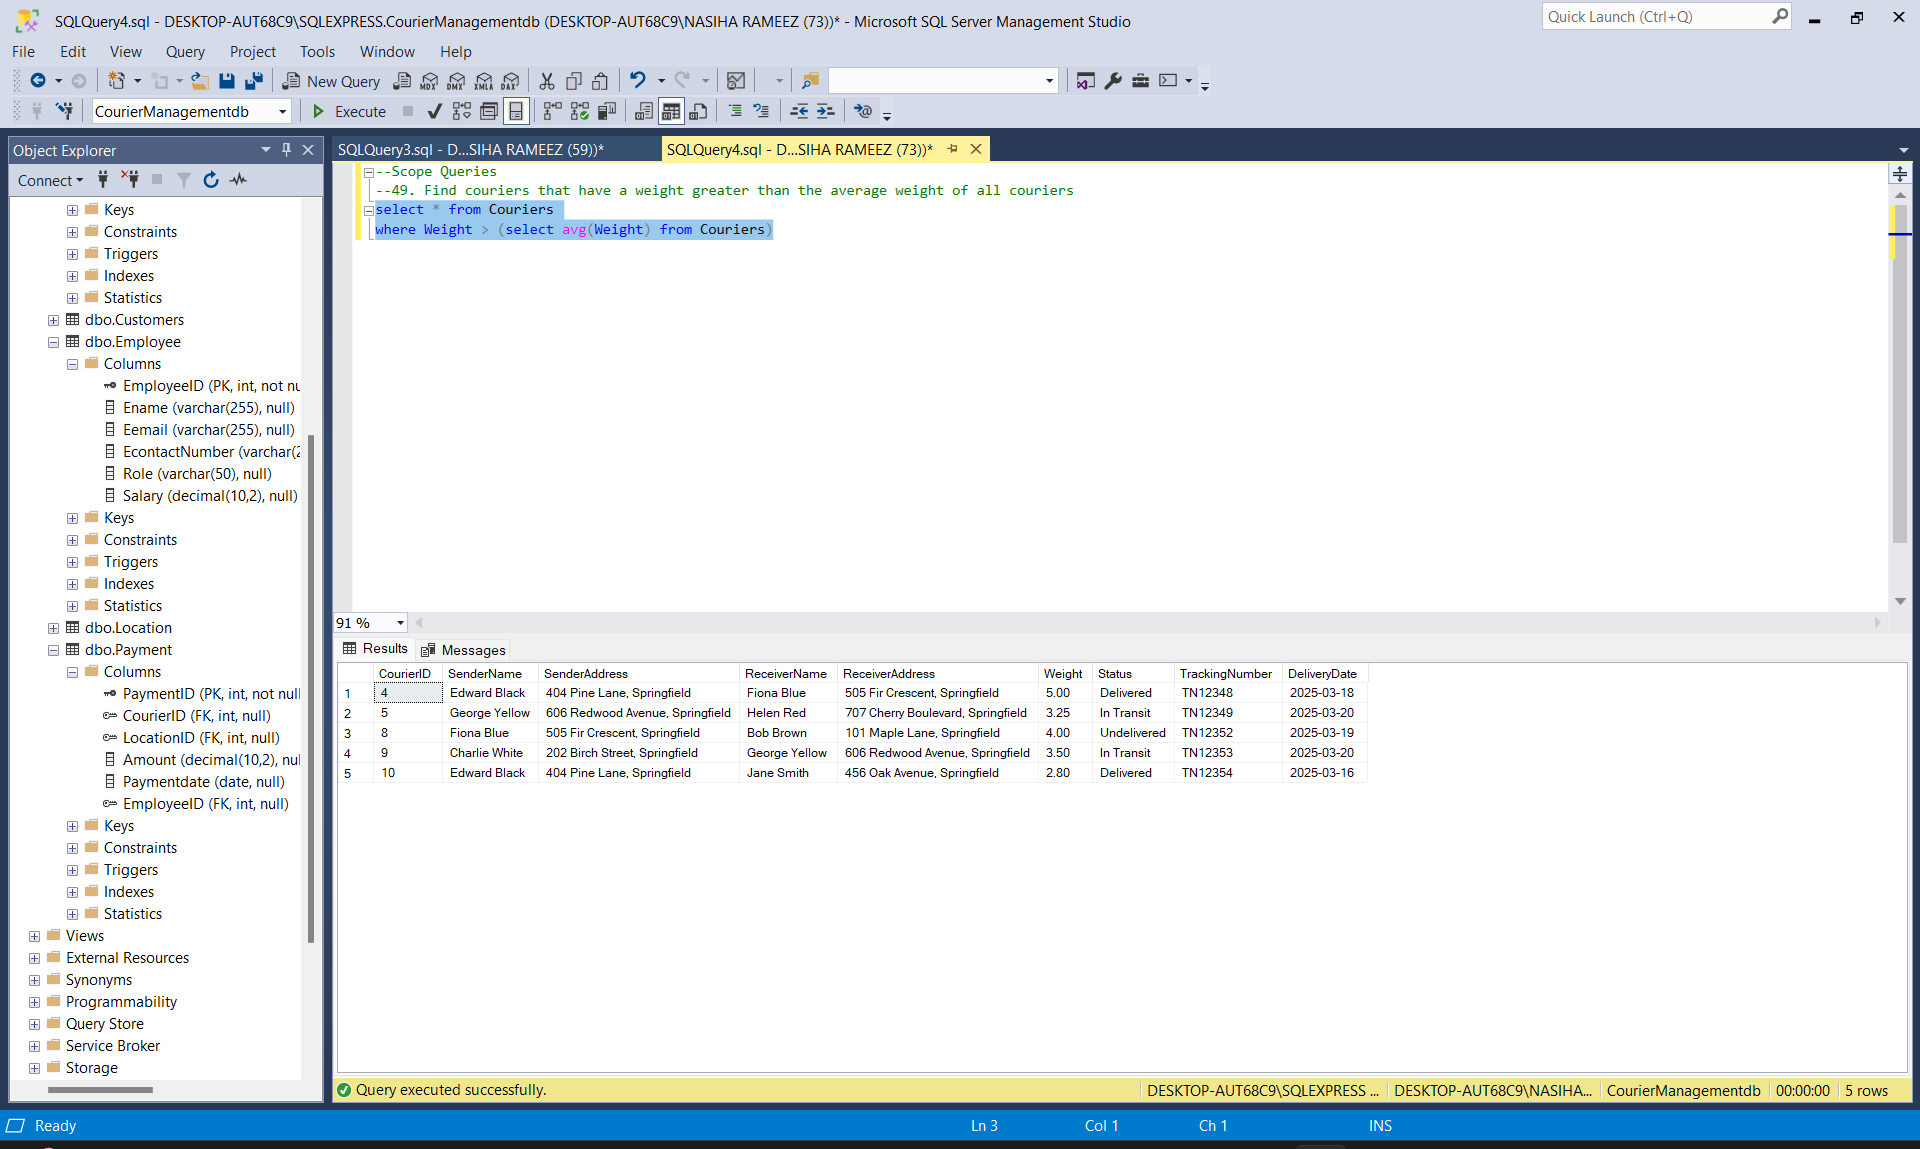 SQLQuery4.sql - DESKTOP-AUT68C9\SQLEXPRESS.CourierManagementdb (DESKTOP-AUT68C9\NASIHA RAMEEZ (73))* - Microsoft SQL Server Management Studio
Quick Launch (Ctrl+Q)
File Edit View Query Project Tools Window Help
New Query MDX DMX XMLA DAX
CourierManagementdb Execute
Object Explorer
SQLQuery3.sql - D...SIHA RAMEEZ (59))* SQLQuery4.sql - D...SIHA RAMEEZ (73))*
Connect
Keys
Constraints
Triggers
Indexes
Statistics
dbo.Customers
dbo.Employee
Columns
EmployeeID (PK, int, not nu
Ename (varchar(255), null)
Eemail (varchar(255), null)
EcontactNumber (varchar(2
Role (varchar(50), null)
Salary (decimal(10,2), null)
Keys
Constraints
Triggers
Indexes
Statistics
dbo.Location
dbo.Payment
Columns
PaymentID (PK, int, not null
CourierID (FK, int, null)
LocationID (FK, int, null)
Amount (decimal(10,2), nul
Paymentdate (date, null)
EmployeeID (FK, int, null)
Keys
Constraints
Triggers
Indexes
Statistics
Views
External Resources
Synonyms
Programmability
Query Store
Service Broker
Storage
--Scope Queries
--49. Find couriers that have a weight greater than the average weight of all couriers
select * from Couriers
where Weight > (select avg(Weight) from Couriers)
91 %
Results Messages
CourierID SenderName SenderAddress ReceiverName ReceiverAddress Weight Status TrackingNumber DeliveryDate
1 4 Edward Black 404 Pine Lane, Springfield Fiona Blue 505 Fir Crescent, Springfield 5.00 Delivered TN12348 2025-03-18
2 5 George Yellow 606 Redwood Avenue, Springfield Helen Red 707 Cherry Boulevard, Springfield 3.25 In Transit TN12349 2025-03-20
3 8 Fiona Blue 505 Fir Crescent, Springfield Bob Brown 101 Maple Lane, Springfield 4.00 Undelivered TN12352 2025-03-19
4 9 Charlie White 202 Birch Street, Springfield George Yellow 606 Redwood Avenue, Springfield 3.50 In Transit TN12353 2025-03-20
5 10 Edward Black 404 Pine Lane, Springfield Jane Smith 456 Oak Avenue, Springfield 2.80 Delivered TN12354 2025-03-16
Query executed successfully. DESKTOP-AUT68C9\SQLEXPRESS ... DESKTOP-AUT68C9\NASIHA... CourierManagementdb 00:00:00 5 rows
Ready Ln 3 Col 1 Ch 1 INS